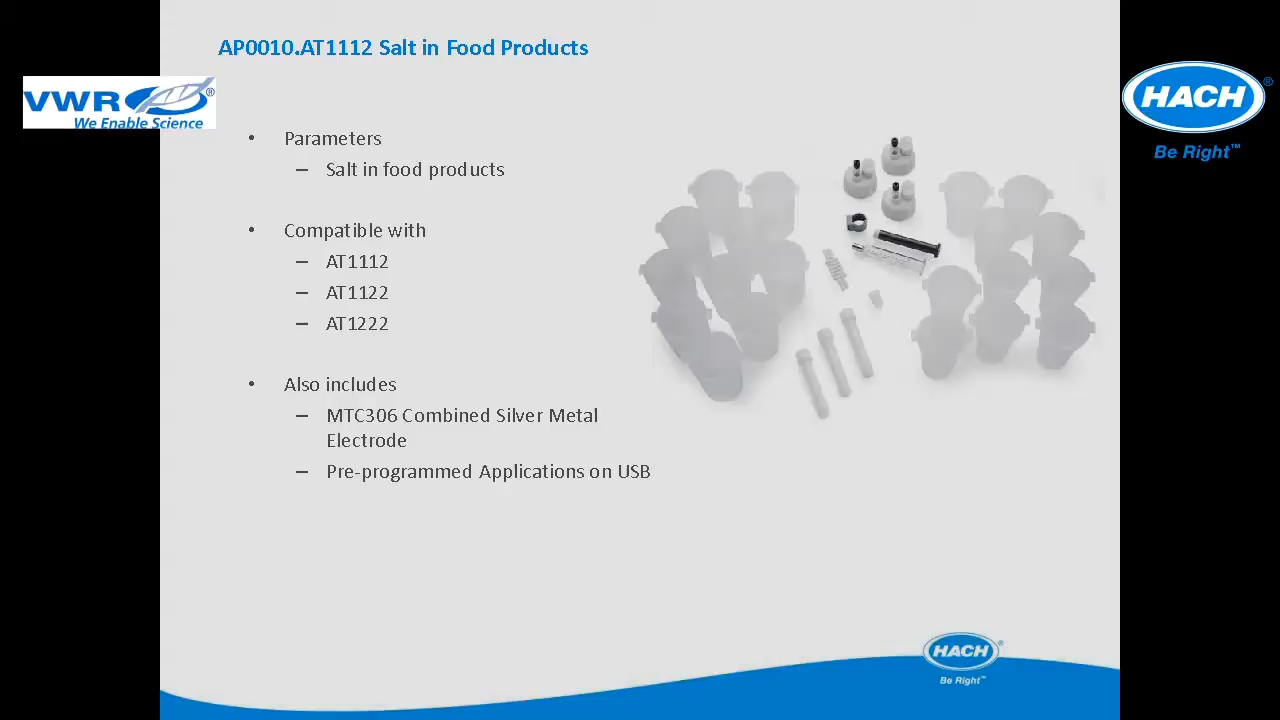 AP0010.AT1112 Salt in Food Products
VWR®
We Enable Science
HACH®
Be Right™
• Parameters
– Salt in food products
• Compatible with
– AT1112
– AT1122
– AT1222
• Also includes
– MTC306 Combined Silver Metal
Electrode
– Pre-programmed Applications on USB
HACH®
Be Right™